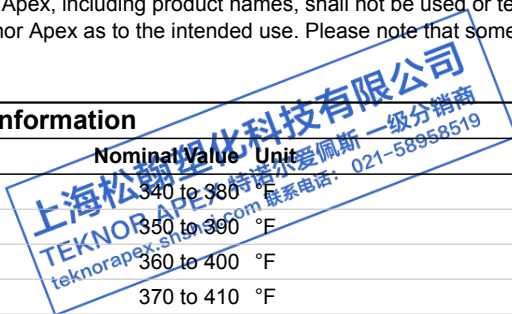 Apex, including product names, shall not be used or te
nor Apex as to the intended use. Please note that some
nformation
Nominal Value Unit
340 to 380 °F
350 to 390 °F
360 to 400 °F
370 to 410 °F
上海松翰塑化科技有限公司
TEKNOR APEX 特诺尔爱佩斯 一级分销商
teknorapex.shshsj.com 联系电话: 021-58958519